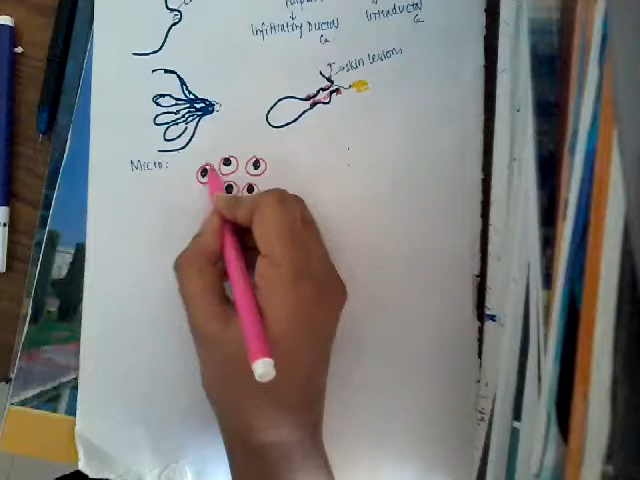 Infiltrating Ductal
Ca
Intraductal
Ca
skin lesions
Micro: